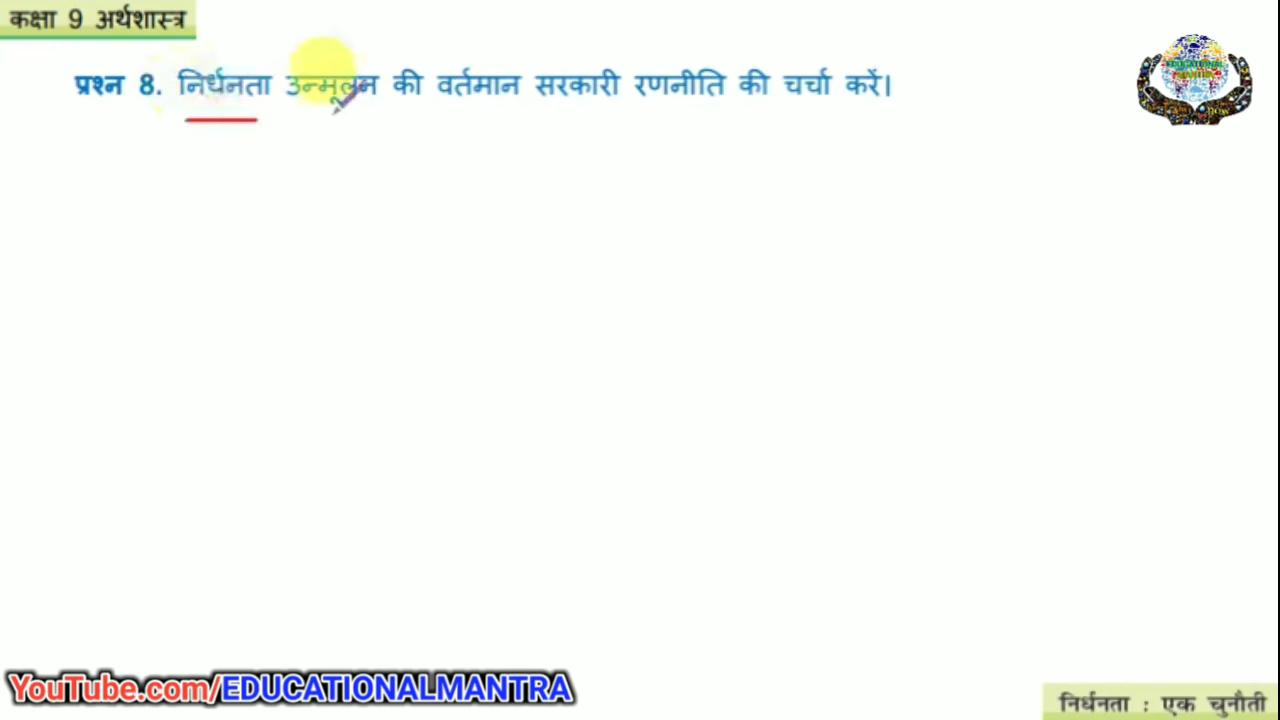 कक्षा 9 अर्थशास्त्र
प्रश्न 8. निर्धनता उन्मूलन की वर्तमान सरकारी रणनीति की चर्चा करें।
EDUCATIONAL
YouTube.com/EDUCATIONALMANTRA
निर्धनता : एक चुनौती